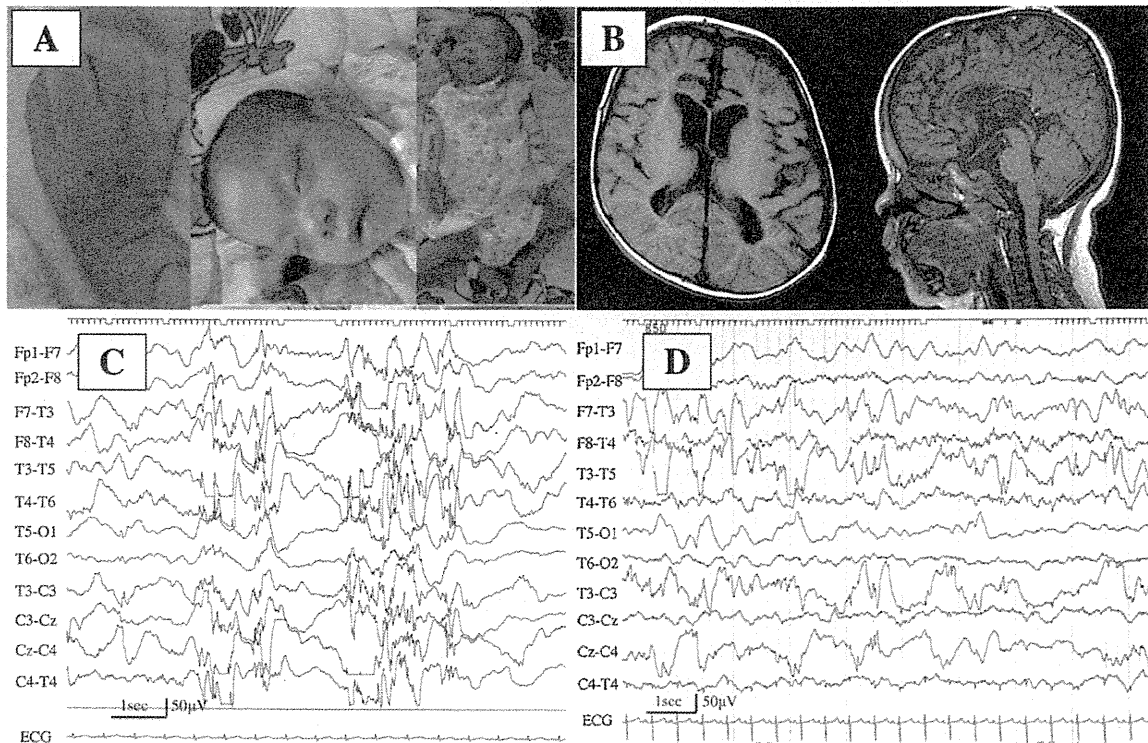 A
B
C
Fp1-F7
Fp2-F8
F7-T3
F8-T4
T3-T5
T4-T6
T5-O1
T6-O2
T3-C3
C3-Cz
Cz-C4
C4-T4
1sec 50μV
ECG
D
850
Fp1-F7
Fp2-F8
F7-T3
F8-T4
T3-T5
T4-T6
T5-O1
T6-O2
T3-C3
C3-Cz
Cz-C4
C4-T4
1sec 50μV
ECG